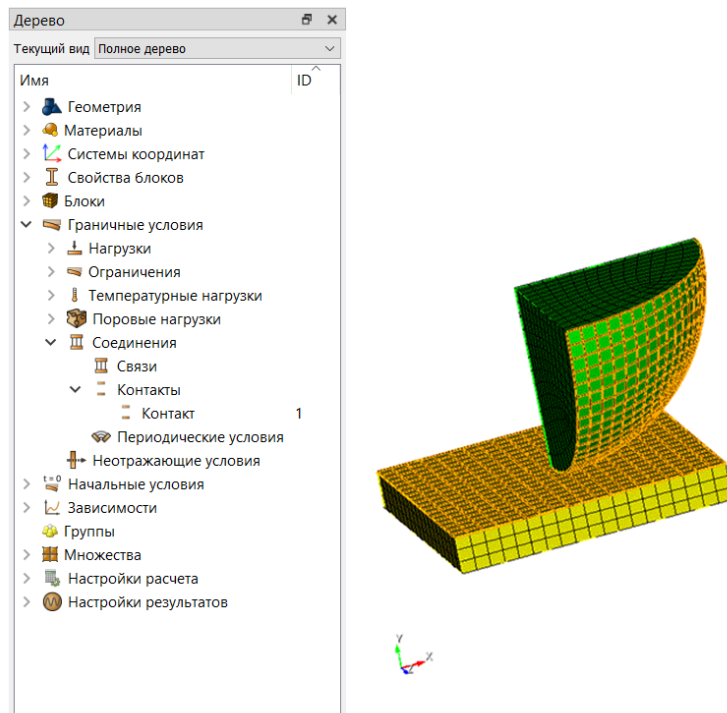 Дерево
Текущий вид Полное дерево
Имя ID
Геометрия
Материалы
Системы координат
Свойства блоков
Блоки
Граничные условия
Нагрузки
Ограничения
Температурные нагрузки
Поровые нагрузки
Соединения
Связи
Контакты
Контакт 1
Периодические условия
Неотражающие условия
t=0
Начальные условия
Зависимости
Группы
Множества
Настройки расчета
Настройки результатов
Y
X
Z